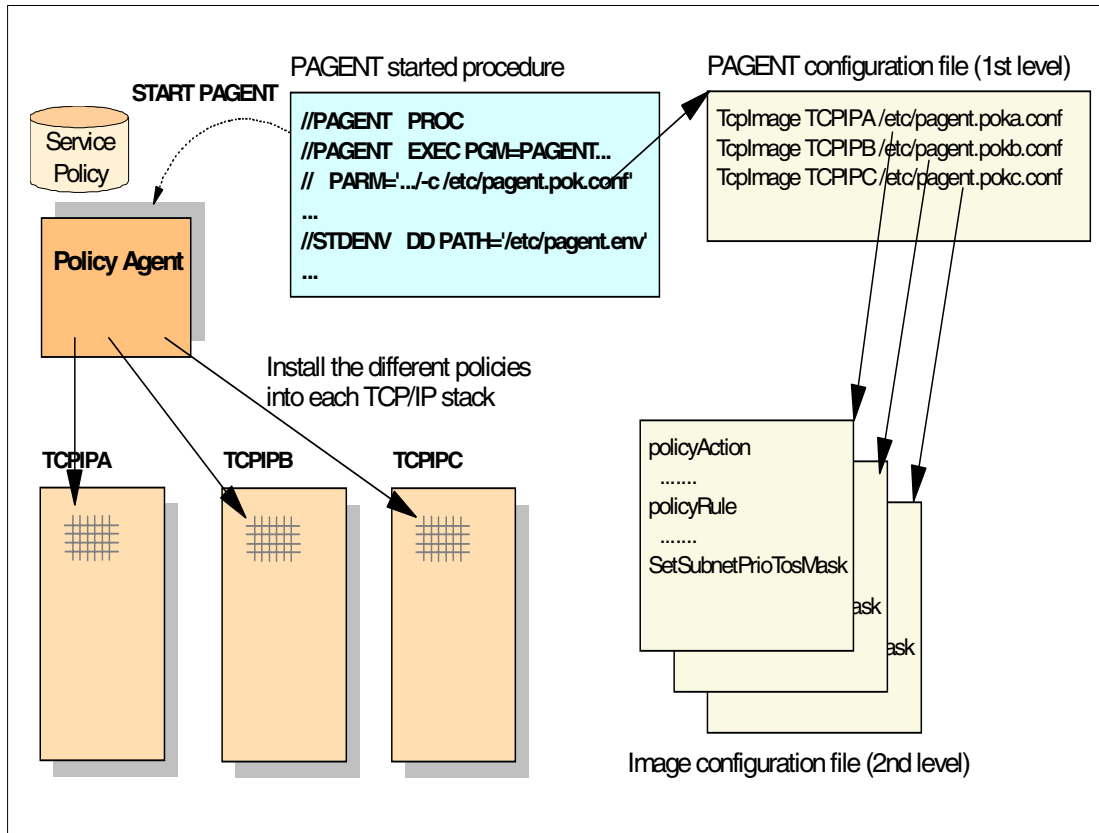 PAGENT started procedure
START PAGENT
Service
Policy
Policy Agent
//PAGENT PROC
//PAGENT EXEC PGM=PAGENT...
// PARM='.../-c /etc/pagent.pok.conf'
...
//STDENV DD PATH='/etc/pagent.env'
...
PAGENT configuration file (1st level)
TcpImage TCPIPA /etc/pagent.poka.conf
TcpImage TCPIPB /etc/pagent.pokb.conf
TcpImage TCPIPC /etc/pagent.pokc.conf
Install the different policies
into each TCP/IP stack
TCPIPA
TCPIPB
TCPIPC
policyAction
.......
policyRule
.......
SetSubnetPrioTosMask
ask
ask
Image configuration file (2nd level)